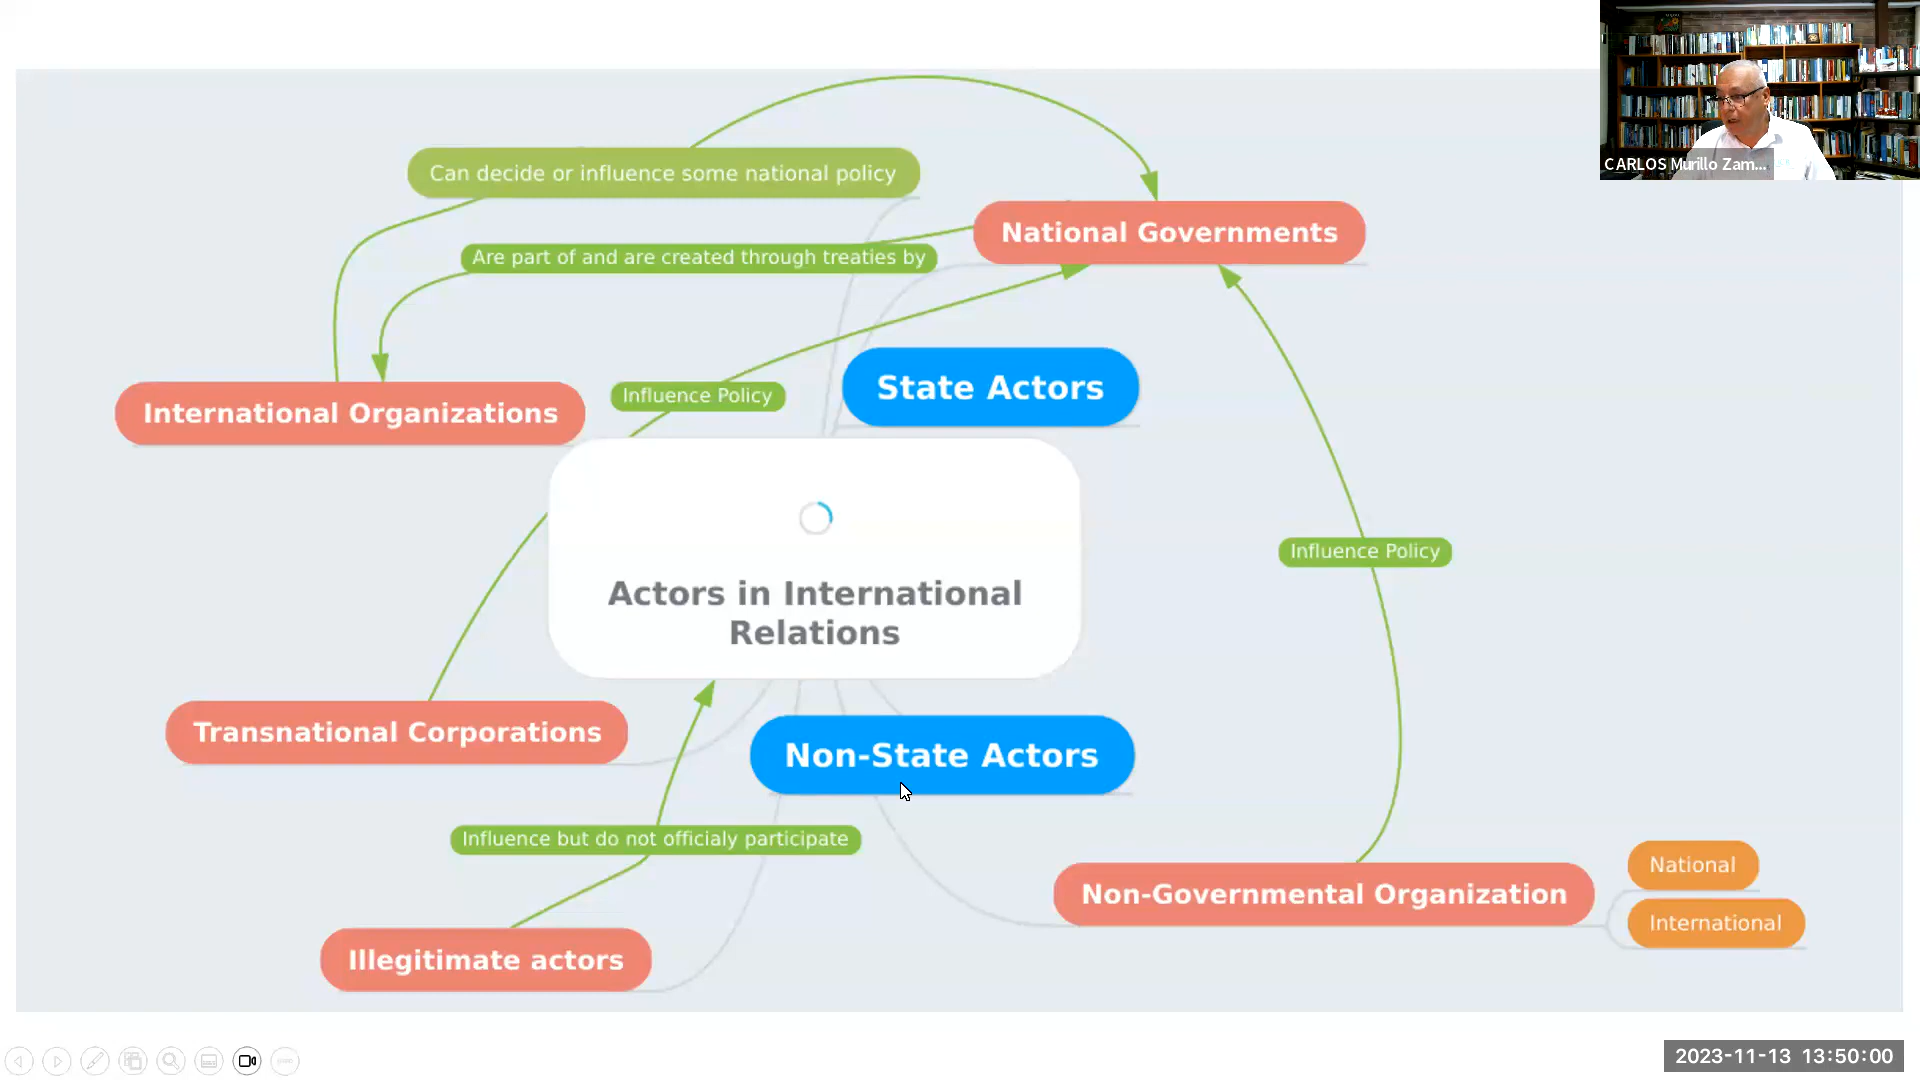 CARLOS Murillo Zam...
Can decide or influence some national policy
National Governments
Are part of and are created through treaties by
State Actors
International Organizations
Influence Policy
Actors in International
Relations
Influence Policy
Transnational Corporations
Non-State Actors
Influence but do not officialy participate
National
Non-Governmental Organization
International
Illegitimate actors
2023-11-13 13:50:00